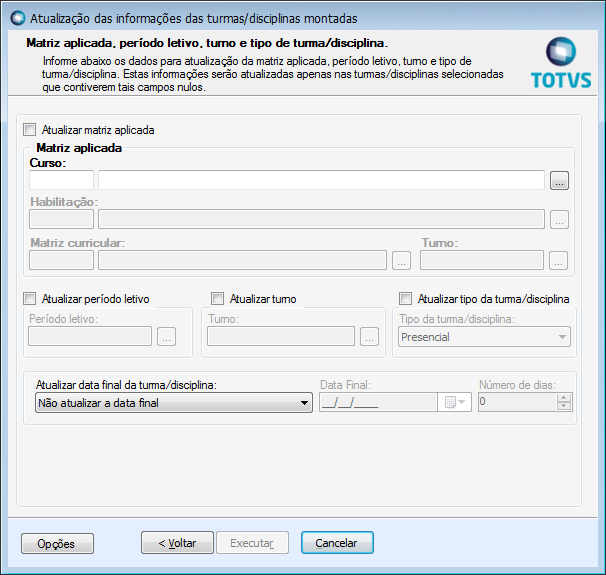 Atualização das informações das turmas/disciplinas montadas
Matriz aplicada, período letivo, turno e tipo de turma/disciplina.
Informe abaixo os dados para atualização da matriz aplicada, período letivo, turno e tipo de
turma/disciplina. Estas informações serão atualizadas apenas nas turmas/disciplinas selecionadas
que contiverem tais campos nulos.
TOTVS
Atualizar matriz aplicada
Matriz aplicada
Curso:
...
Habilitação:
...
Matriz curricular: Turno:
... ...
Atualizar período letivo Atualizar turno Atualizar tipo da turma/disciplina
Período letivo: Turno: Tipo da turma/disciplina:
... ... Presencial
Atualizar data final da turma/disciplina: Data Final: Número de dias:
Não atualizar a data final __/__/____ 0
Opções < Voltar Executar Cancelar